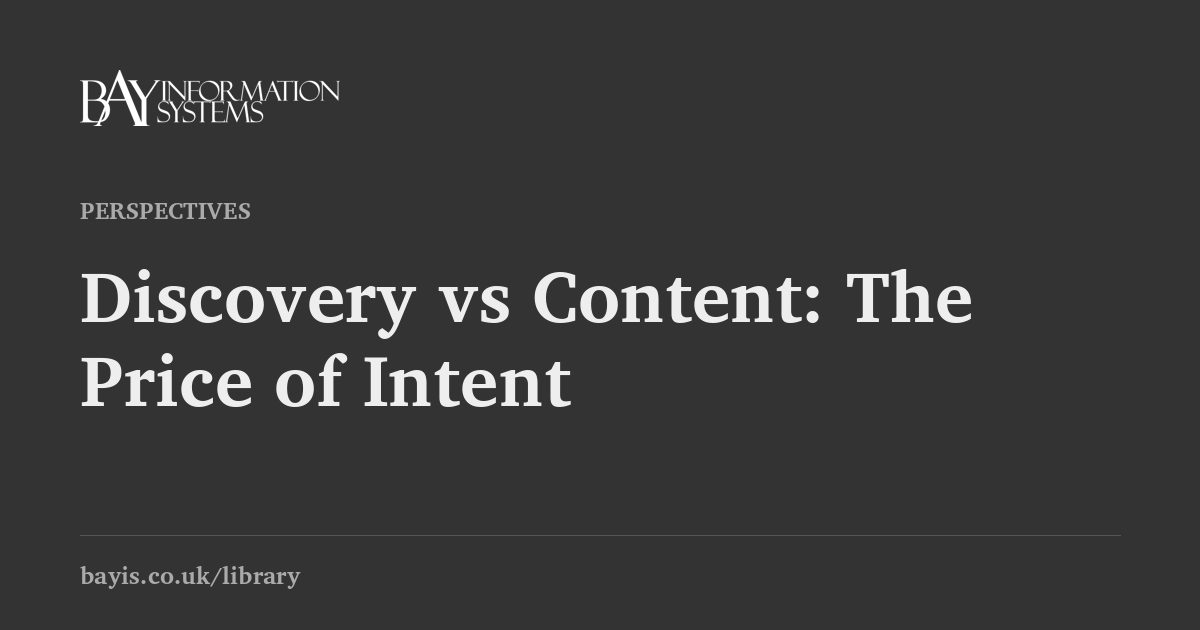 BAY INFORMATION
SYSTEMS
PERSPECTIVES
Discovery vs Content: The
Price of Intent
bayis.co.uk/library